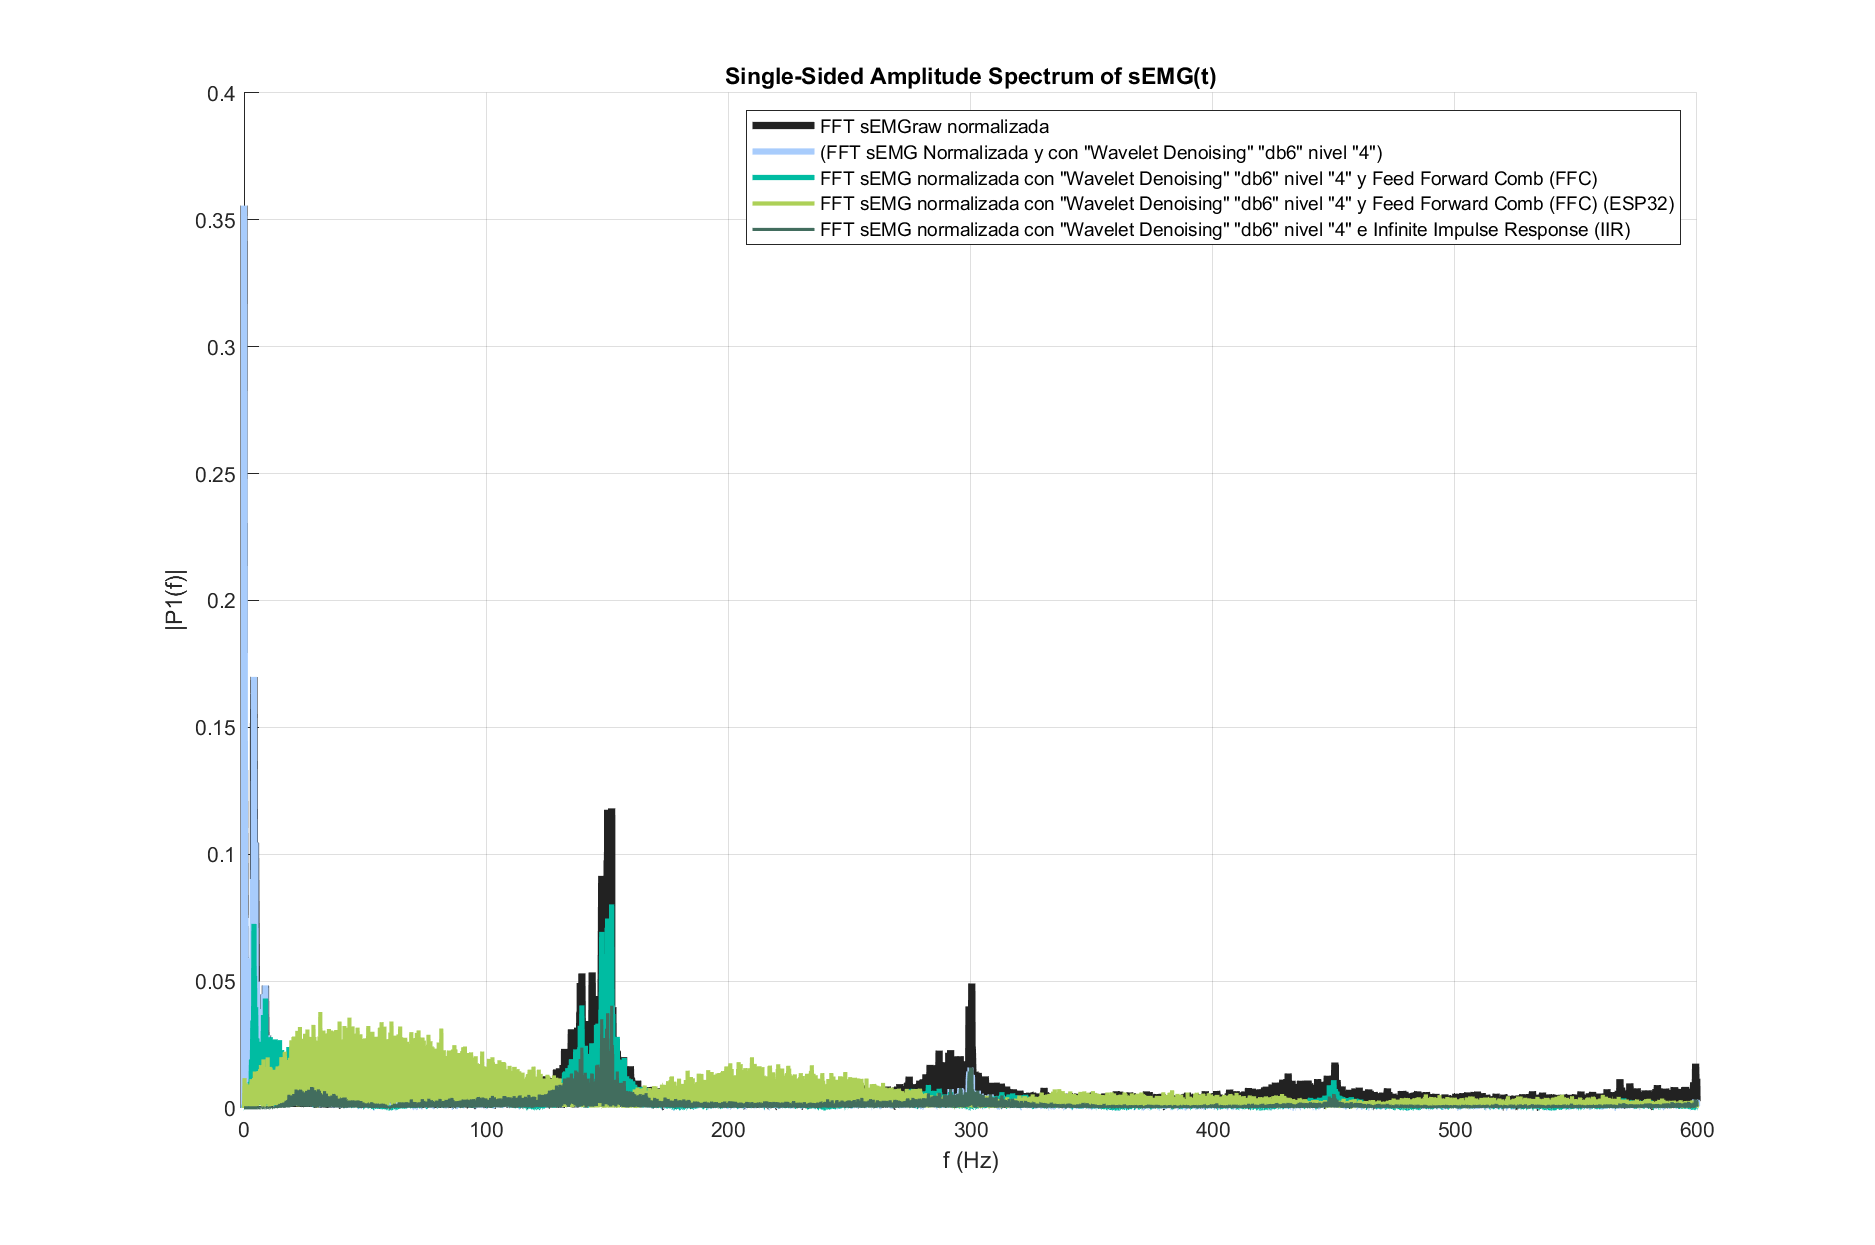 Single-Sided Amplitude Spectrum of sEMG(t)
FFT sEMGraw normalizada
(FFT sEMG Normalizada y con "Wavelet Denoising" "db6" nivel "4")
FFT sEMG normalizada con "Wavelet Denoising" "db6" nivel "4" y Feed Forward Comb (FFC)
FFT sEMG normalizada con "Wavelet Denoising" "db6" nivel "4" y Feed Forward Comb (FFC) (ESP32)
FFT sEMG normalizada con "Wavelet Denoising" "db6" nivel "4" e Infinite Impulse Response (IIR)
0.4
0.35
0.3
0.25
0.2
0.15
0.1
0.05
0
|P1(f)|
0 100 200 300 400 500 600
f (Hz)